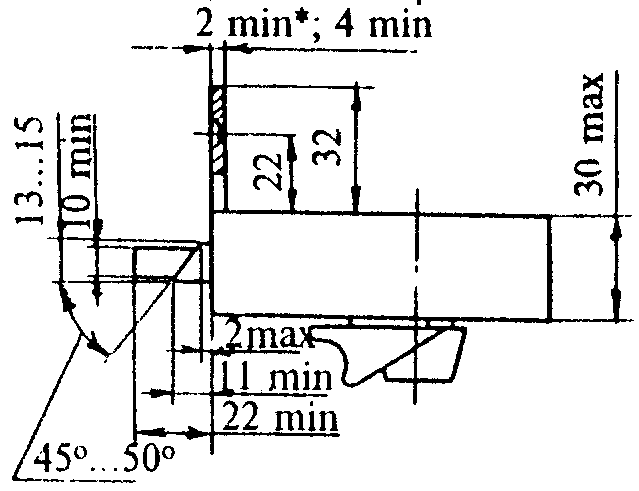 2 min*; 4 min
13...15
10 min
22
32
30 max
2max
11 min
22 min
45°...50°